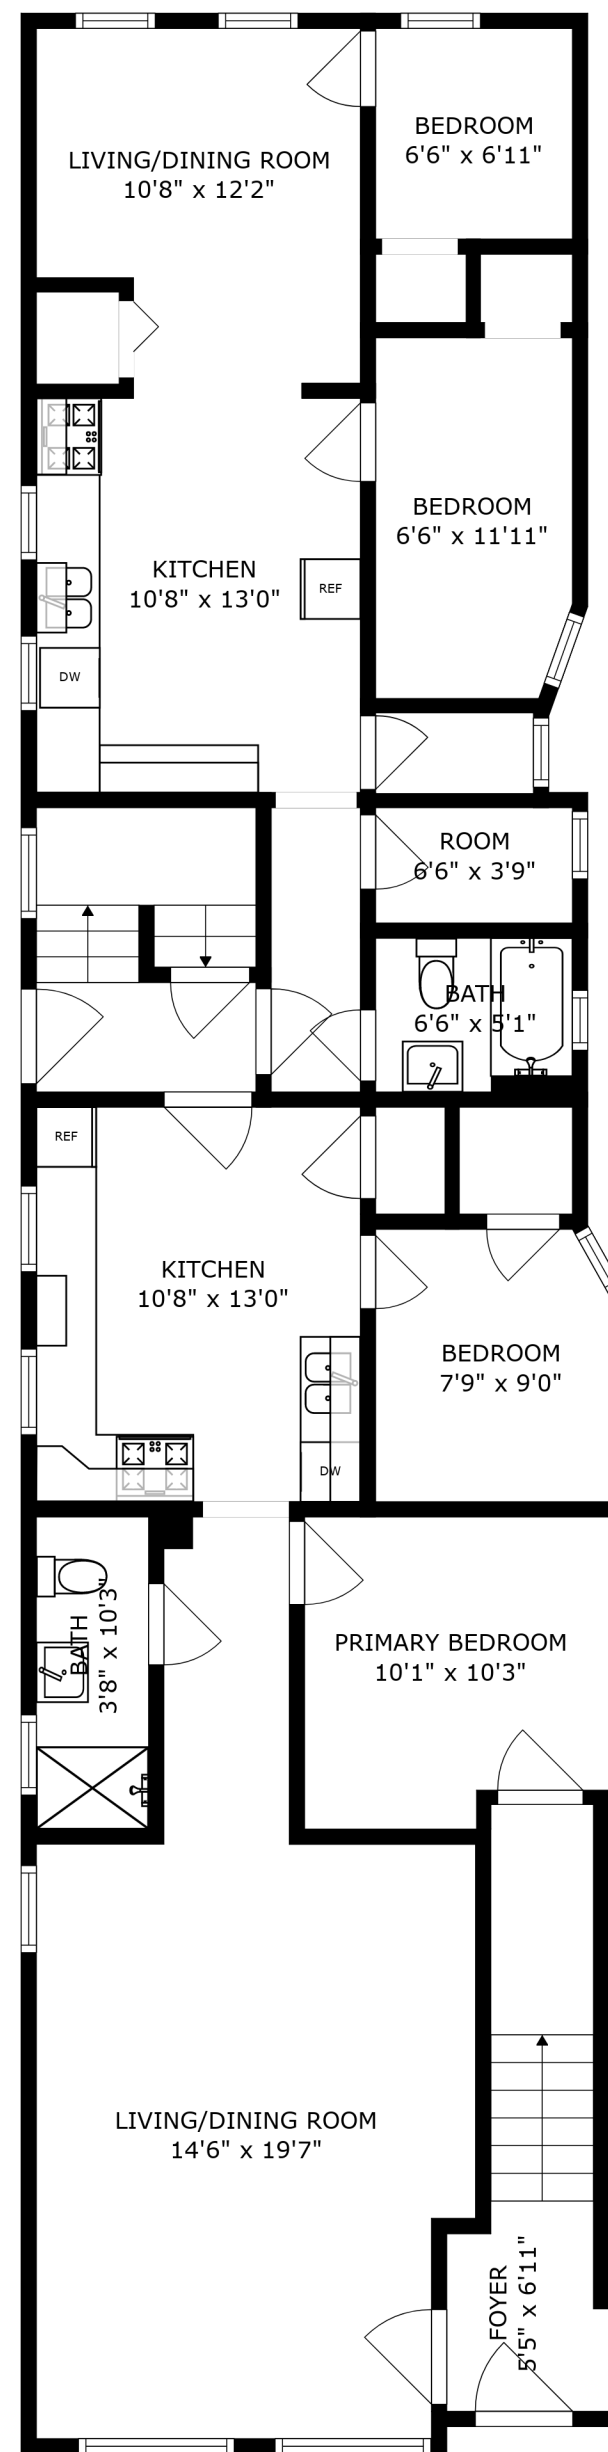 BEDROOM
6'6" x 6'11"
LIVING/DINING ROOM
10'8" x 12'2"
BEDROOM
6'6" x 11'11"
KITCHEN
10'8" x 13'0"
REF
DW
ROOM
6'6" x 3'9"
BATH
6'6" x 5'1"
REF
KITCHEN
10'8" x 13'0"
BEDROOM
7'9" x 9'0"
DW
BATH
3'8" x 10'3"
PRIMARY BEDROOM
10'1" x 10'3"
LIVING/DINING ROOM
14'6" x 19'7"
FOYER
5'5" x 6'11"